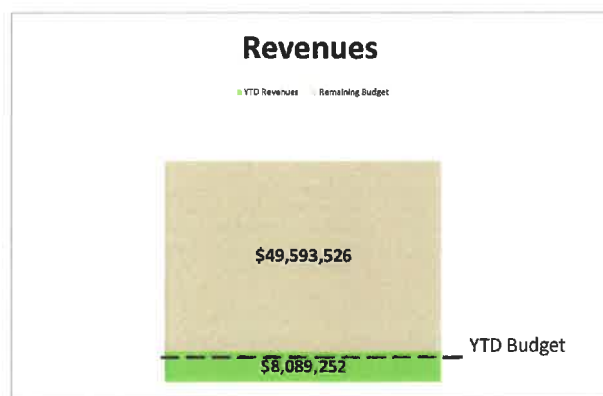 Revenues
YTD Revenues Remaining Budget
$49,593,526
YTD Budget
$8,089,252